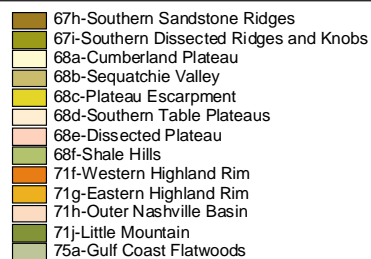 67h-Southern Sandstone Ridges
67i-Southern Dissected Ridges and Knobs
68a-Cumberland Plateau
68b-Sequatchie Valley
68c-Plateau Escarpment
68d-Southern Table Plateaus
68e-Dissected Plateau
68f-Shale Hills
71f-Western Highland Rim
71g-Eastern Highland Rim
71h-Outer Nashville Basin
71j-Little Mountain
75a-Gulf Coast Flatwoods